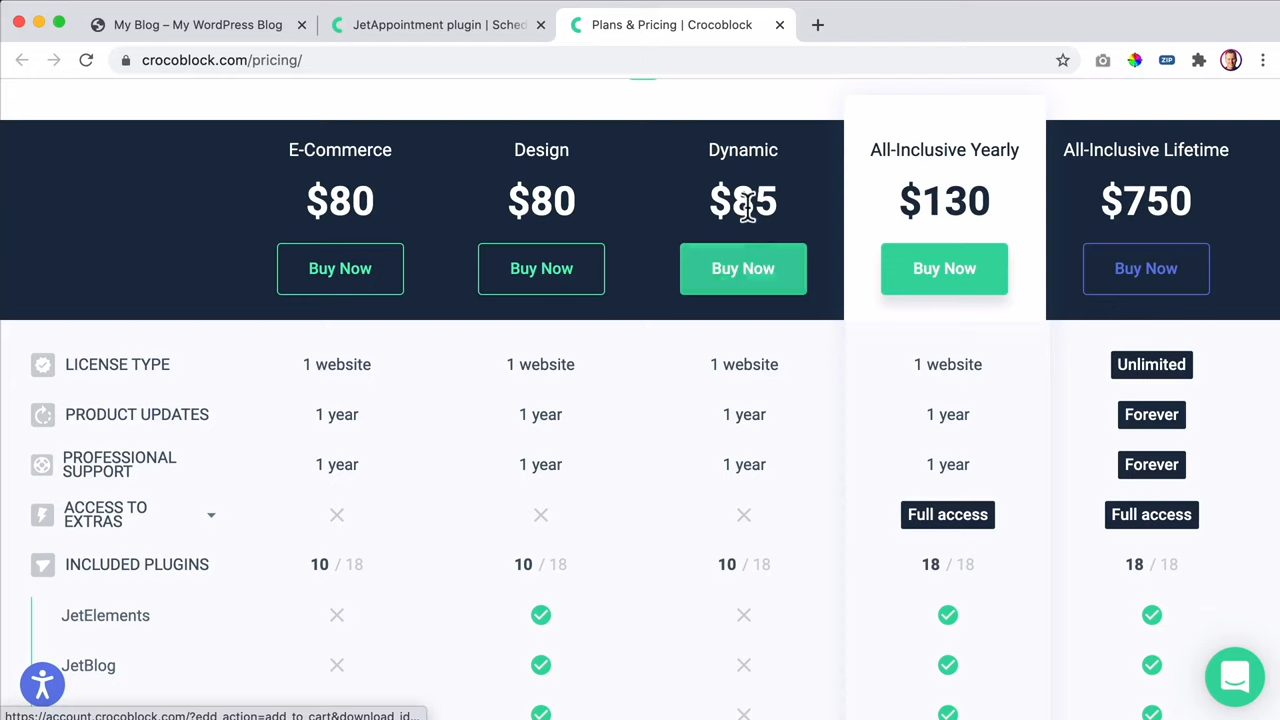 My Blog – My WordPress Blog
JetAppointment plugin | Sched
Plans & Pricing | Crocoblock
crocoblock.com/pricing/
ZIP
E-Commerce
Design
Dynamic
All-Inclusive Yearly
All-Inclusive Lifetime
$80
$80
$85
$130
$750
Buy Now
Buy Now
Buy Now
Buy Now
Buy Now
LICENSE TYPE
1 website
1 website
1 website
1 website
Unlimited
PRODUCT UPDATES
1 year
1 year
1 year
1 year
Forever
PROFESSIONAL
SUPPORT
1 year
1 year
1 year
1 year
Forever
ACCESS TO
EXTRAS
Full access
Full access
INCLUDED PLUGINS
10 / 18
10 / 18
10 / 18
18 / 18
18 / 18
JetElements
JetBlog
https://account.crocoblock.com/?edd_action=add_to_cart&download_id...